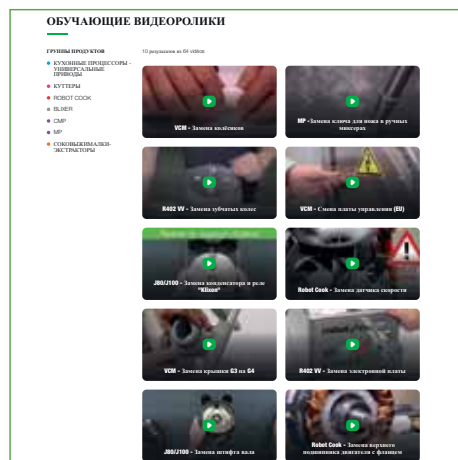 ОБУЧАЮЩИЕ ВИДЕОРОЛИКИ
ГРУППЫ ПРОДУКТОВ
КУХОННЫЕ ПРОЦЕССОРЫ -
УНИВЕРСАЛЬНЫЕ
ПРИВОДЫ
КУТТЕРЫ
ROBOT COOK
BLIXER
CMP
MP
СОКОВЫЖИМАЛКИ-
ЭКСТРАКТОРЫ
10 результатов из 64 vidéos
VCM - Замена колёсиков
MP -Замена ключа для ножа в ручных
миксерах
R402 VV - Замена зубчатых колес
VCM - Смена платы управления (EU)
J80/J100 - Замена конденсатора и реле
"Klixon"
Robot Cook - Замена датчика скорости
VCM - Замена крышки G3 на G4
R402 VV - Замена электронной платы
J80/J100 - Замена штифта вала
Robot Cook - Замена верхнего
подшипника двигателя с фланцем